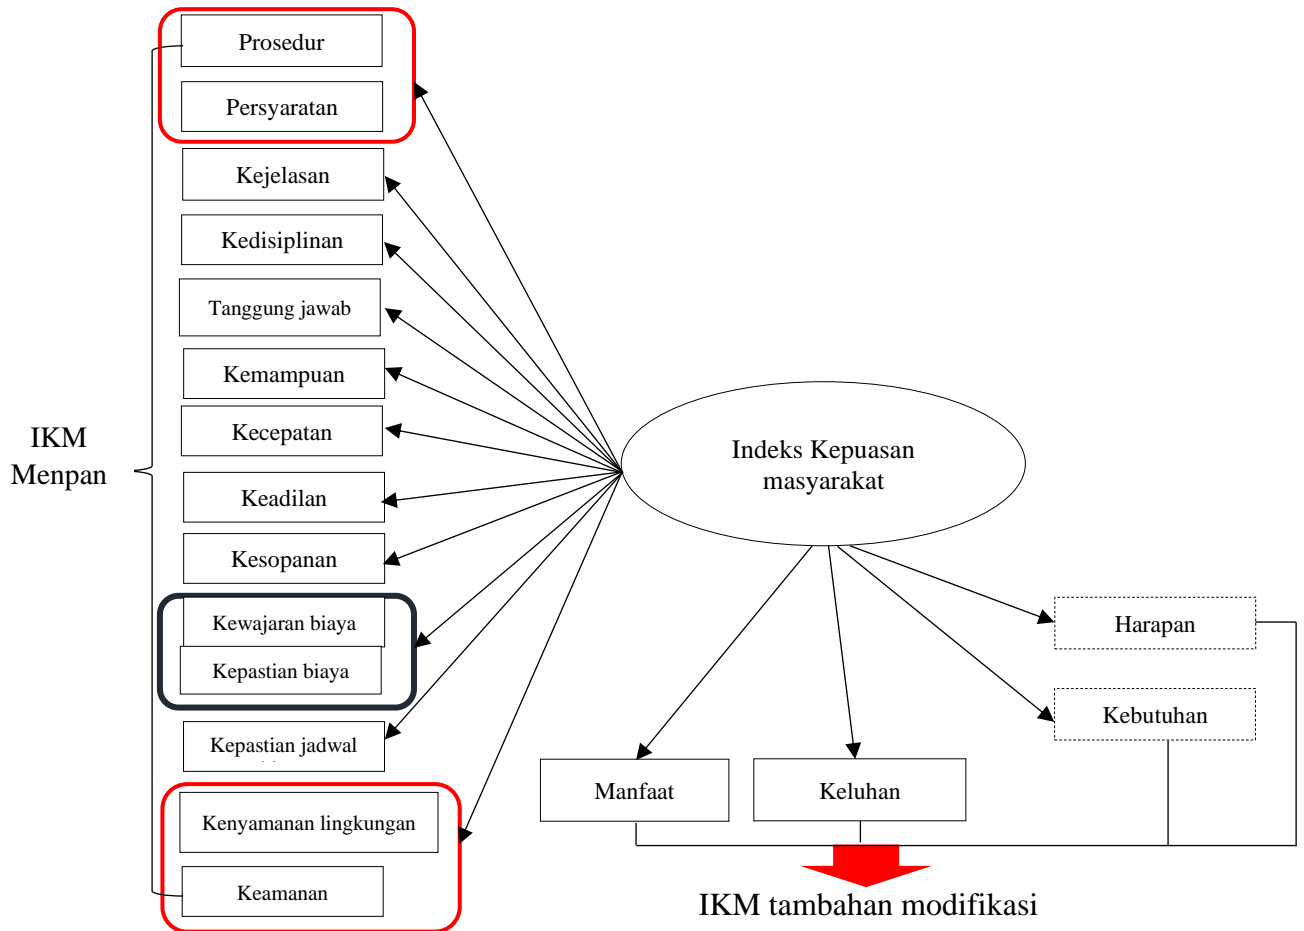 Prosedur
Persyaratan
Kejelasan
Kedisiplinan
Tanggung jawab
Kemampuan
Kecepatan
Keadilan
Kesopanan
Kewajaran biaya
Kepastian biaya
Kepastian jadwal
Kenyamanan lingkungan
Keamanan
IKM
Menpan
Indeks Kepuasan
masyarakat
Harapan
Kebutuhan
Manfaat
Keluhan
IKM tambahan modifikasi